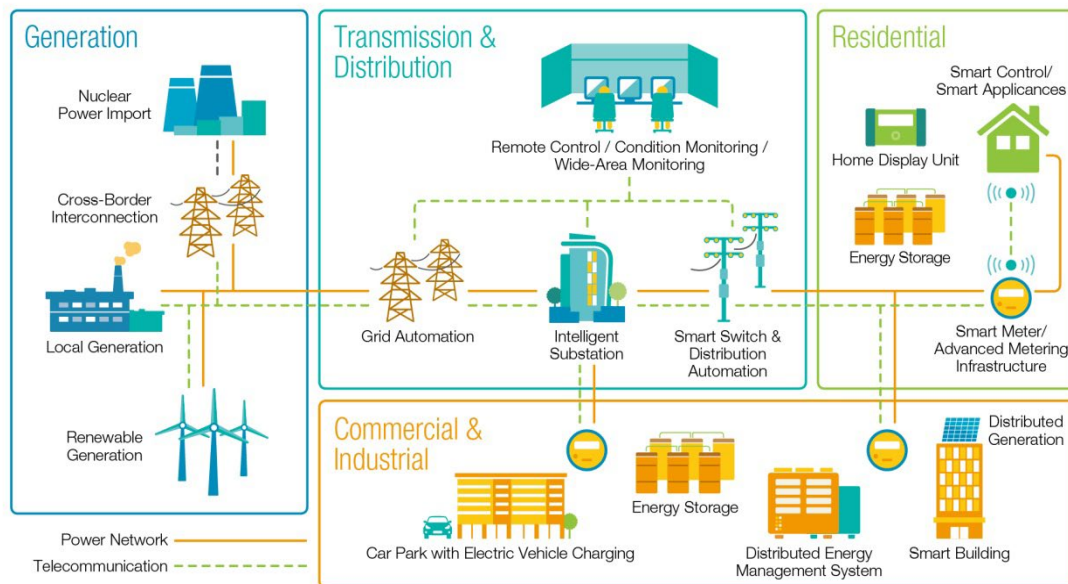 Generation
Nuclear
Power Import
Cross-Border
Interconnection
Local Generation
Renewable
Generation
Power Network
Telecommunication
Transmission &
Distribution
Remote Control / Condition Monitoring /
Wide-Area Monitoring
Grid Automation
Intelligent
Substation
Smart Switch &
Distribution
Automation
Residential
Smart Control/
Smart Applicances
Home Display Unit
Energy Storage
Smart Meter/
Advanced Metering
Infrastructure
Commercial &
Industrial
Car Park with Electric Vehicle Charging
Energy Storage
Distributed Energy
Management System
Distributed
Generation
Smart Building